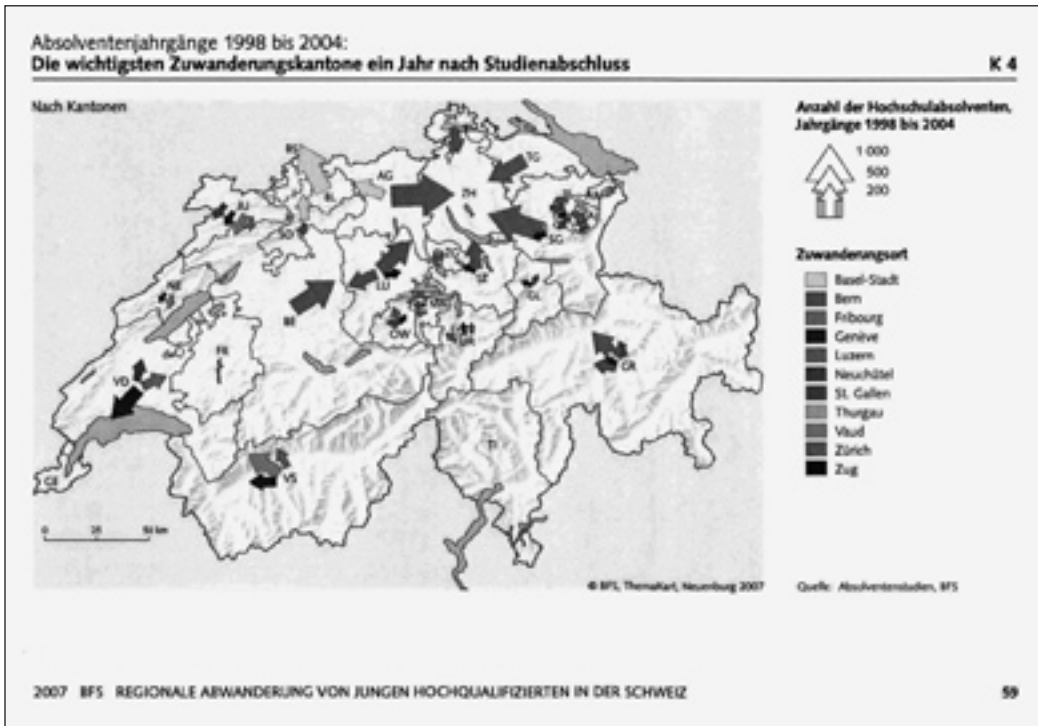 Absolventenjahrgänge 1998 bis 2004:
Die wichtigsten Zuwanderungskantone ein Jahr nach Studienabschluss
K 4
Nach Kantonen
Anzahl der Hochschulabsolventen,
Jahrgänge 1998 bis 2004
1 000
500
200
BS
TG
AG
ZH
BL
JU
SO
SG
NE
LU
SZ
GL
BE
OW
FR
UR
GR
VD
VS
TI
GE
0 25 50 km
Zuwanderungsort
Basel-Stadt
Bern
Fribourg
Genève
Luzern
Neuchâtel
St. Gallen
Thurgau
Vaud
Zürich
Zug
© BFS, ThemaKart, Neuenburg 2007
Quelle: Absolventenstudien, BFS
2007 BFS REGIONALE ABWANDERUNG VON JUNGEN HOCHQUALIFIZIERTEN IN DER SCHWEIZ
59